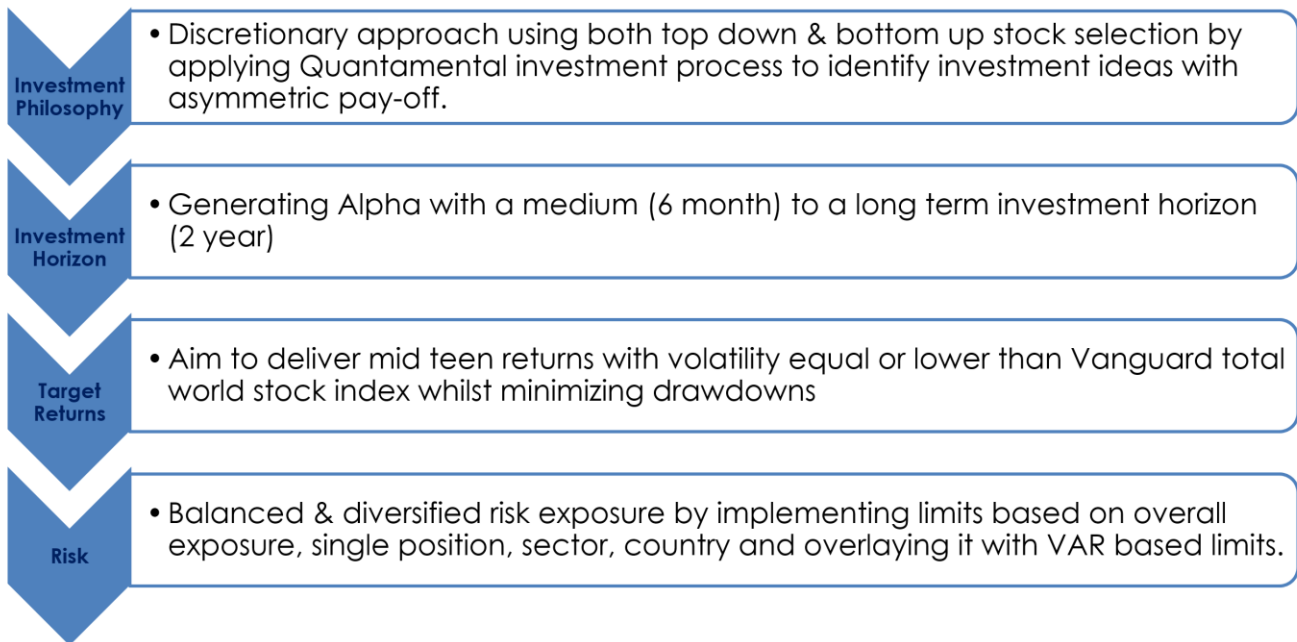 Investment
Philosophy
• Discretionary approach using both top down & bottom up stock selection by
applying Quantamental investment process to identify investment ideas with
asymmetric pay-off.
Investment
Horizon
• Generating Alpha with a medium (6 month) to a long term investment horizon
(2 year)
Target
Returns
• Aim to deliver mid teen returns with volatility equal or lower than Vanguard total
world stock index whilst minimizing drawdowns
Risk
• Balanced & diversified risk exposure by implementing limits based on overall
exposure, single position, sector, country and overlaying it with VAR based limits.